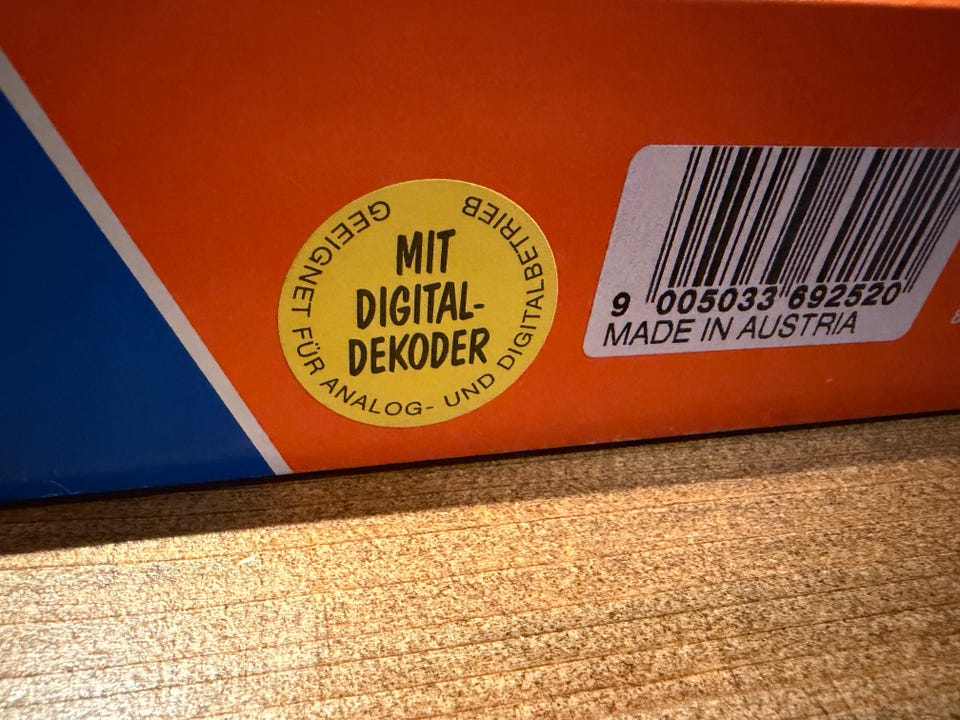 GEEIGNET FÜR ANALOG- UND DIGITALBETRIEB
MIT
DIGITAL-
DEKODER
9 005033 692520
MADE IN AUSTRIA